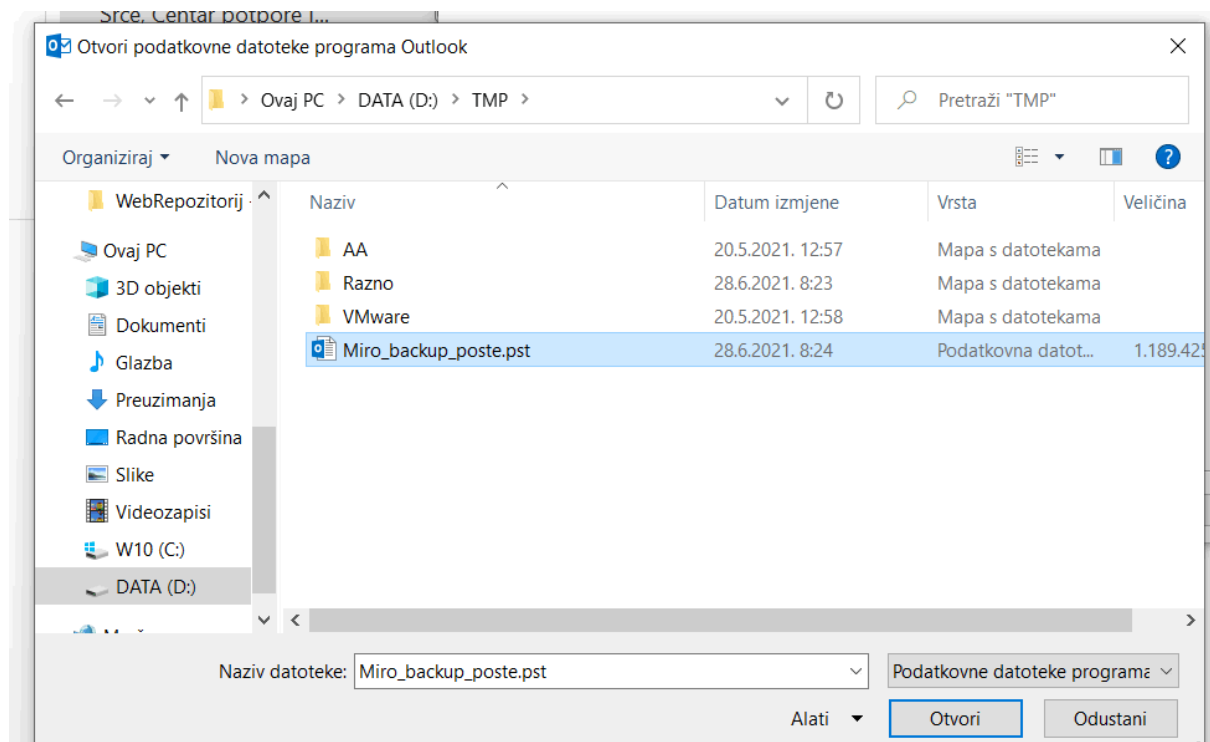 Srce, Centar potpore i...
Otvori podatkovne datoteke programa Outlook
Ovaj PC > DATA (D:) > TMP >
Pretraži "TMP"
Organiziraj
Nova mapa
Naziv
Datum izmjene
Vrsta
Veličina
WebRepozitorij
Ovaj PC
3D objekti
Dokumenti
Glazba
Preuzimanja
Radna površina
Slike
Videozapisi
W10 (C:)
DATA (D:)
AA 20.5.2021. 12:57 Mapa s datotekama
Razno 28.6.2021. 8:23 Mapa s datotekama
VMware 20.5.2021. 12:58 Mapa s datotekama
Miro_backup_poste.pst 28.6.2021. 8:24 Podatkovna datot... 1.189.425
Naziv datoteke: Miro_backup_poste.pst
Podatkovne datoteke programa
Alati
Otvori
Odustani